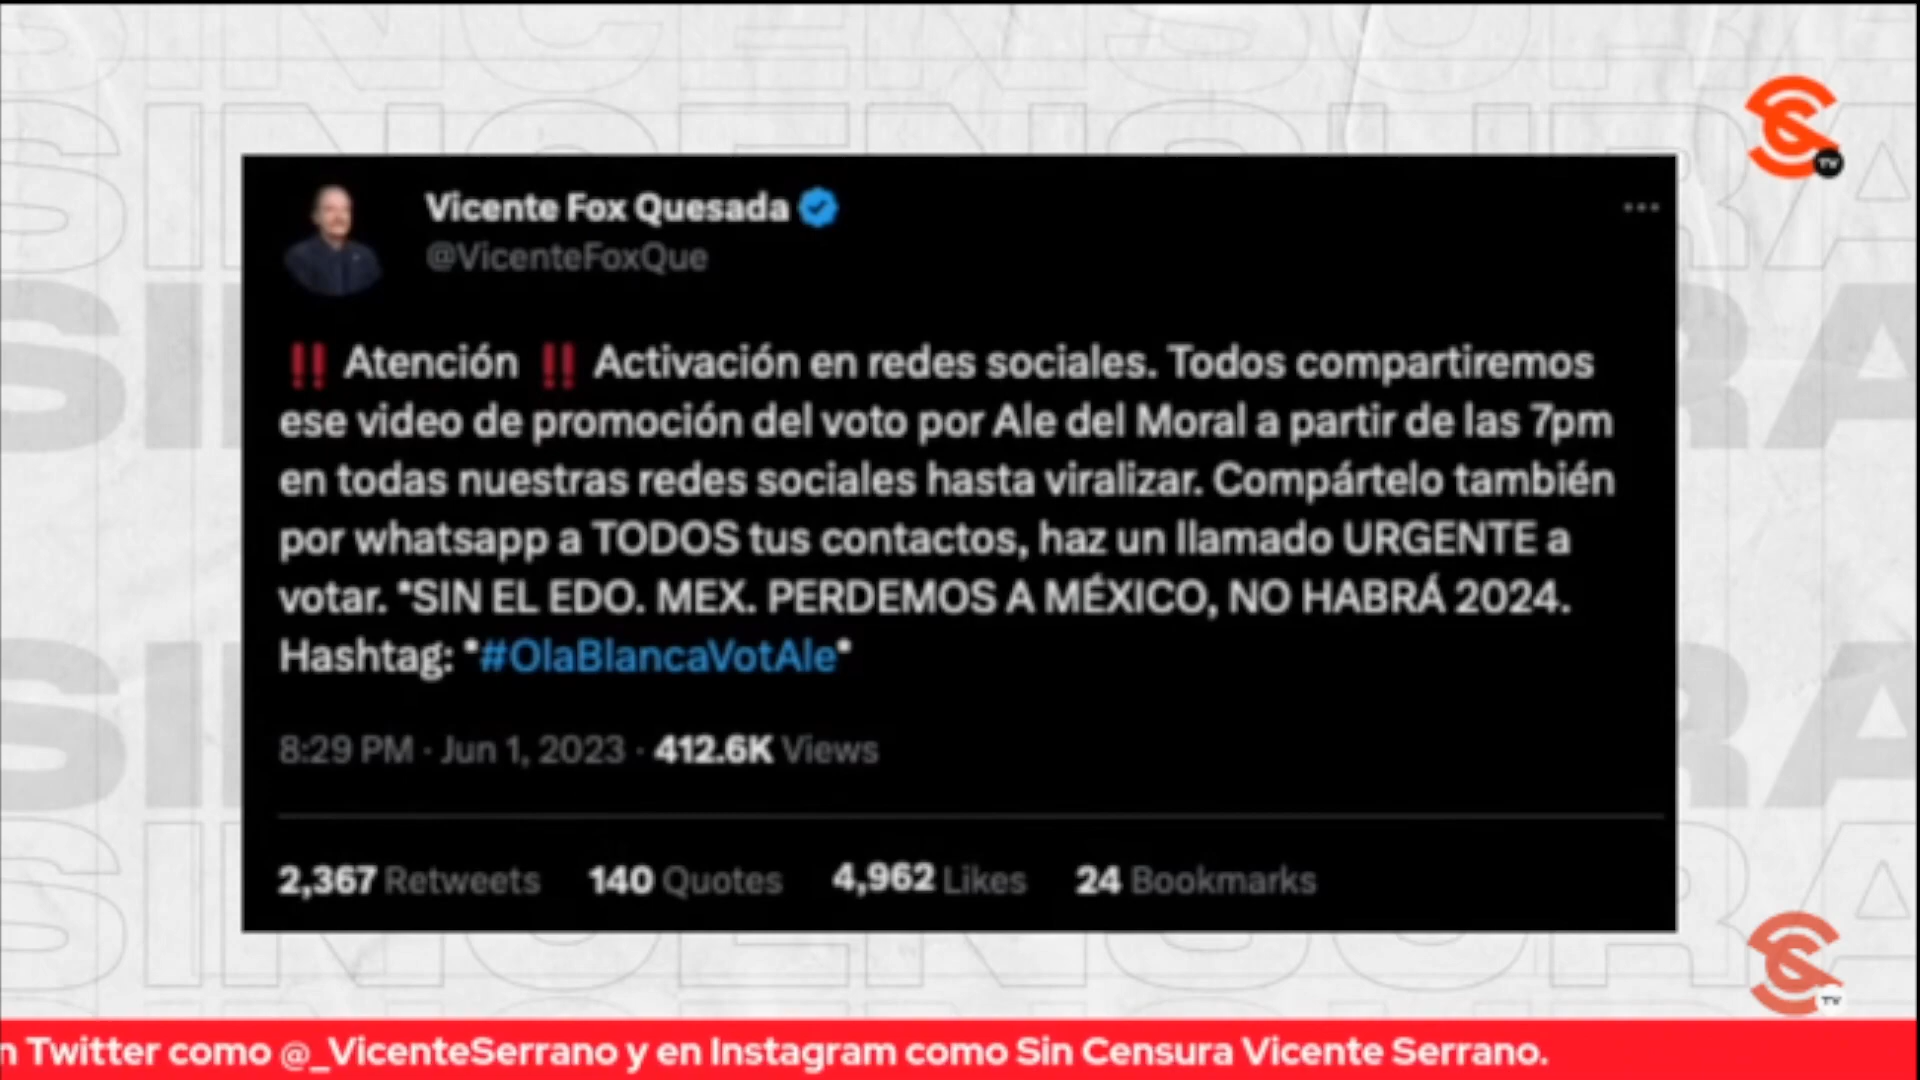 SINCENSURA
SINCENSURA
Vicente Fox Quesada
@VicenteFoxQue
‼ Atención ‼ Activación en redes sociales. Todos compartiremos
ese video de promoción del voto por Ale del Moral a partir de las 7pm
en todas nuestras redes sociales hasta viralizar. Compártelo también
por whatsapp a TODOS tus contactos, haz un llamado URGENTE a
votar. *SIN EL EDO. MEX. PERDEMOS A MÉXICO, NO HABRÁ 2024.
Hashtag: *#OlaBlancaVotAle*
8:29 PM · Jun 1, 2023 · 412.6K Views
2,367 Retweets 140 Quotes 4,962 Likes 24 Bookmarks
TV
TV
n Twitter como @_VicenteSerrano y en Instagram como Sin Censura Vicente Serrano.